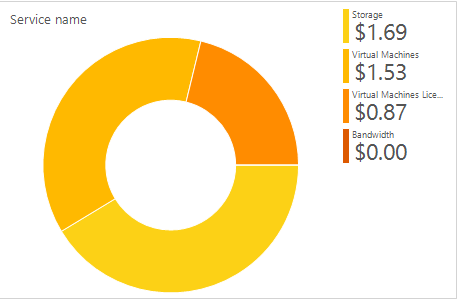 Service name
Storage
$1.69
Virtual Machines
$1.53
Virtual Machines Lice...
$0.87
Bandwidth
$0.00